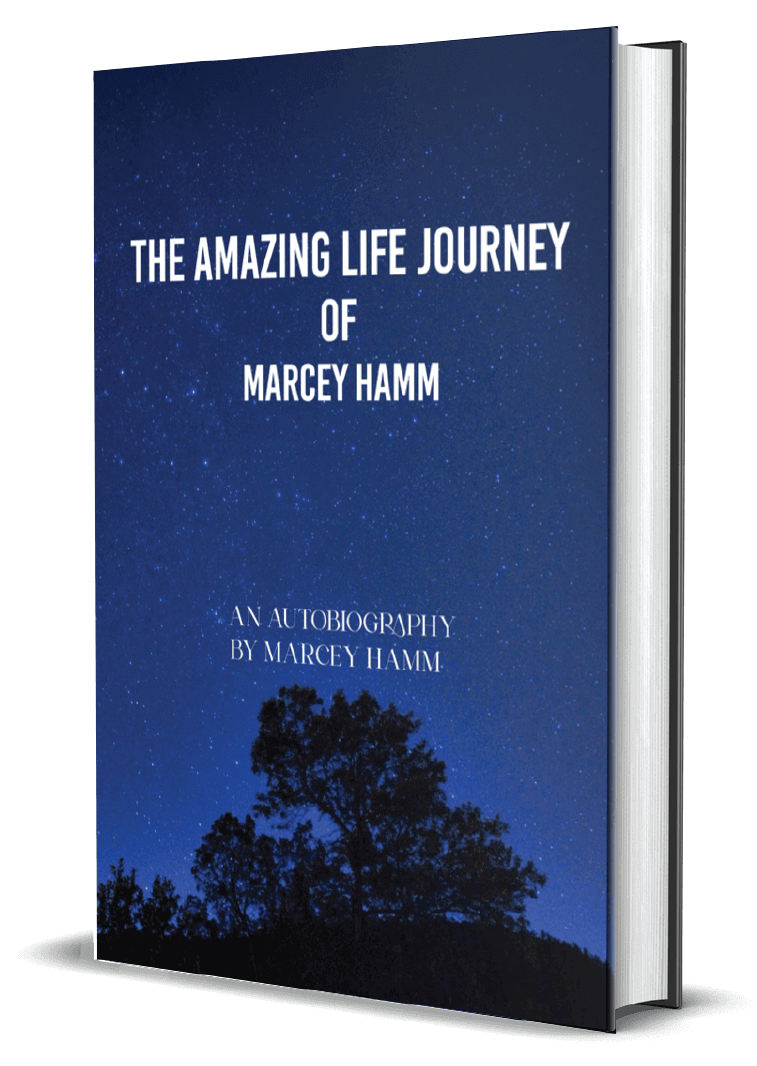 THE AMAZING LIFE JOURNEY
OF
MARCEY HAMM
AN AUTOBIOGRAPHY
BY MARCEY HAMM